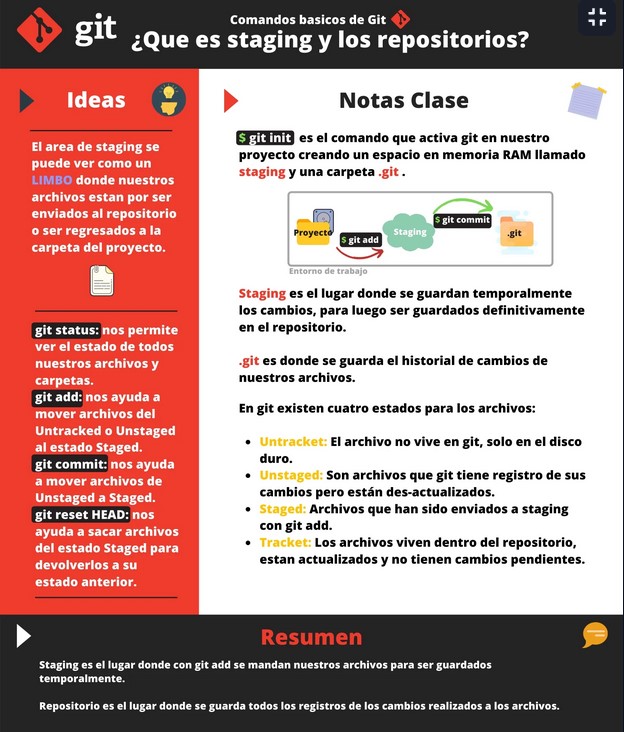 git
Comandos basicos de Git
¿Que es staging y los repositorios?
Ideas
El area de staging se
puede ver como un
LIMBO donde nuestros
archivos estan por ser
enviados al repositorio
o ser regresados a la
carpeta del proyecto.
git status: nos permite
ver el estado de todos
nuestros archivos y
carpetas.
git add: nos ayuda a
mover archivos del
Untracked o Unstaged
al estado Staged.
git commit: nos ayuda
a mover archivos de
Unstaged a Staged.
git reset HEAD: nos
ayuda a sacar archivos
del estado Staged para
devolverlos a su
estado anterior.
Notas Clase
$ git init es el comando que activa git en nuestro
proyecto creando un espacio en memoria RAM llamado
staging y una carpeta .git .
Proyecto
$ git add
Staging
$ git commit
.git
Entorno de trabajo
Staging es el lugar donde se guardan temporalmente
los cambios, para luego ser guardados definitivamente
en el repositorio.
.git es donde se guarda el historial de cambios de
nuestros archivos.
En git existen cuatro estados para los archivos:
• Untracket: El archivo no vive en git, solo en el disco
duro.
• Unstaged: Son archivos que git tiene registro de sus
cambios pero están des-actualizados.
• Staged: Archivos que han sido enviados a staging
con git add.
• Tracket: Los archivos viven dentro del repositorio,
estan actualizados y no tienen cambios pendientes.
Resumen
Staging es el lugar donde con git add se mandan nuestros archivos para ser guardados
temporalmente.
Repositorio es el lugar donde se guarda todos los registros de los cambios realizados a los archivos.